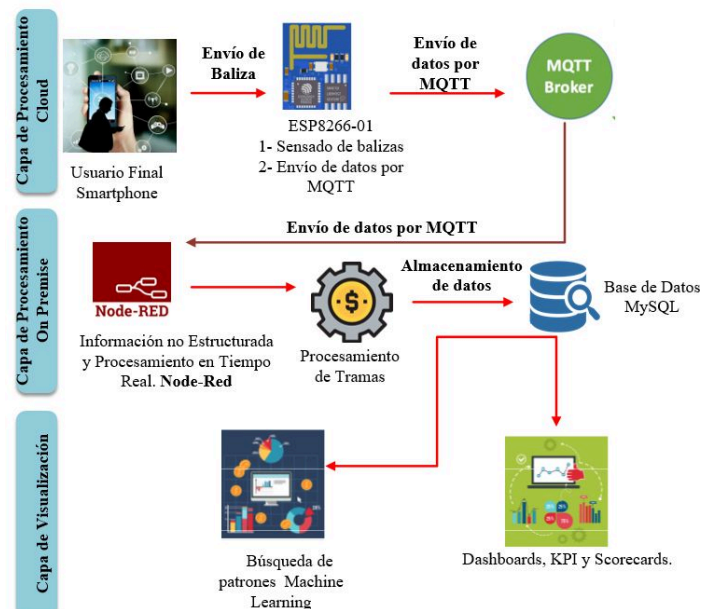 Capa de Procesamiento
Cloud
Envío de
Baliza
Envío de
datos por
MQTT
MQTT
Broker
Usuario Final
Smartphone
ESP8266-01
1- Sensado de balizas
2- Envío de datos por
MQTT
Capa de Procesamiento
On Premise
Envío de datos por MQTT
Node-RED
Información no Estructurada
y Procesamiento en Tiempo
Real. Node-Red
$
Procesamiento
de Tramas
Almacenamiento
de datos
Base de Datos
MySQL
Capa de Visualización
Búsqueda de
patrones Machine
Learning
Dashboards, KPI y Scorecards.